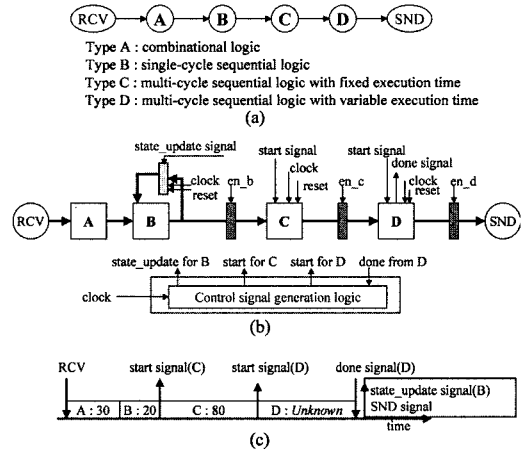 RCV A B C D SND
Type A : combinational logic
Type B : single-cycle sequential logic
Type C : multi-cycle sequential logic with fixed execution time
Type D : multi-cycle sequential logic with variable execution time
(a)
state_update signal
start signal start signal
done signal
clock
reset
en_b
clock
reset
en_c
clock
reset
en_d
RCV A B C D SND
state_update for B start for C start for D done from D
clock
Control signal generation logic
(b)
RCV start signal(C) start signal(D) done signal(D)
state_update signal(B)
SND signal
A : 30 B : 20 C : 80 D : Unknown
time
(c)